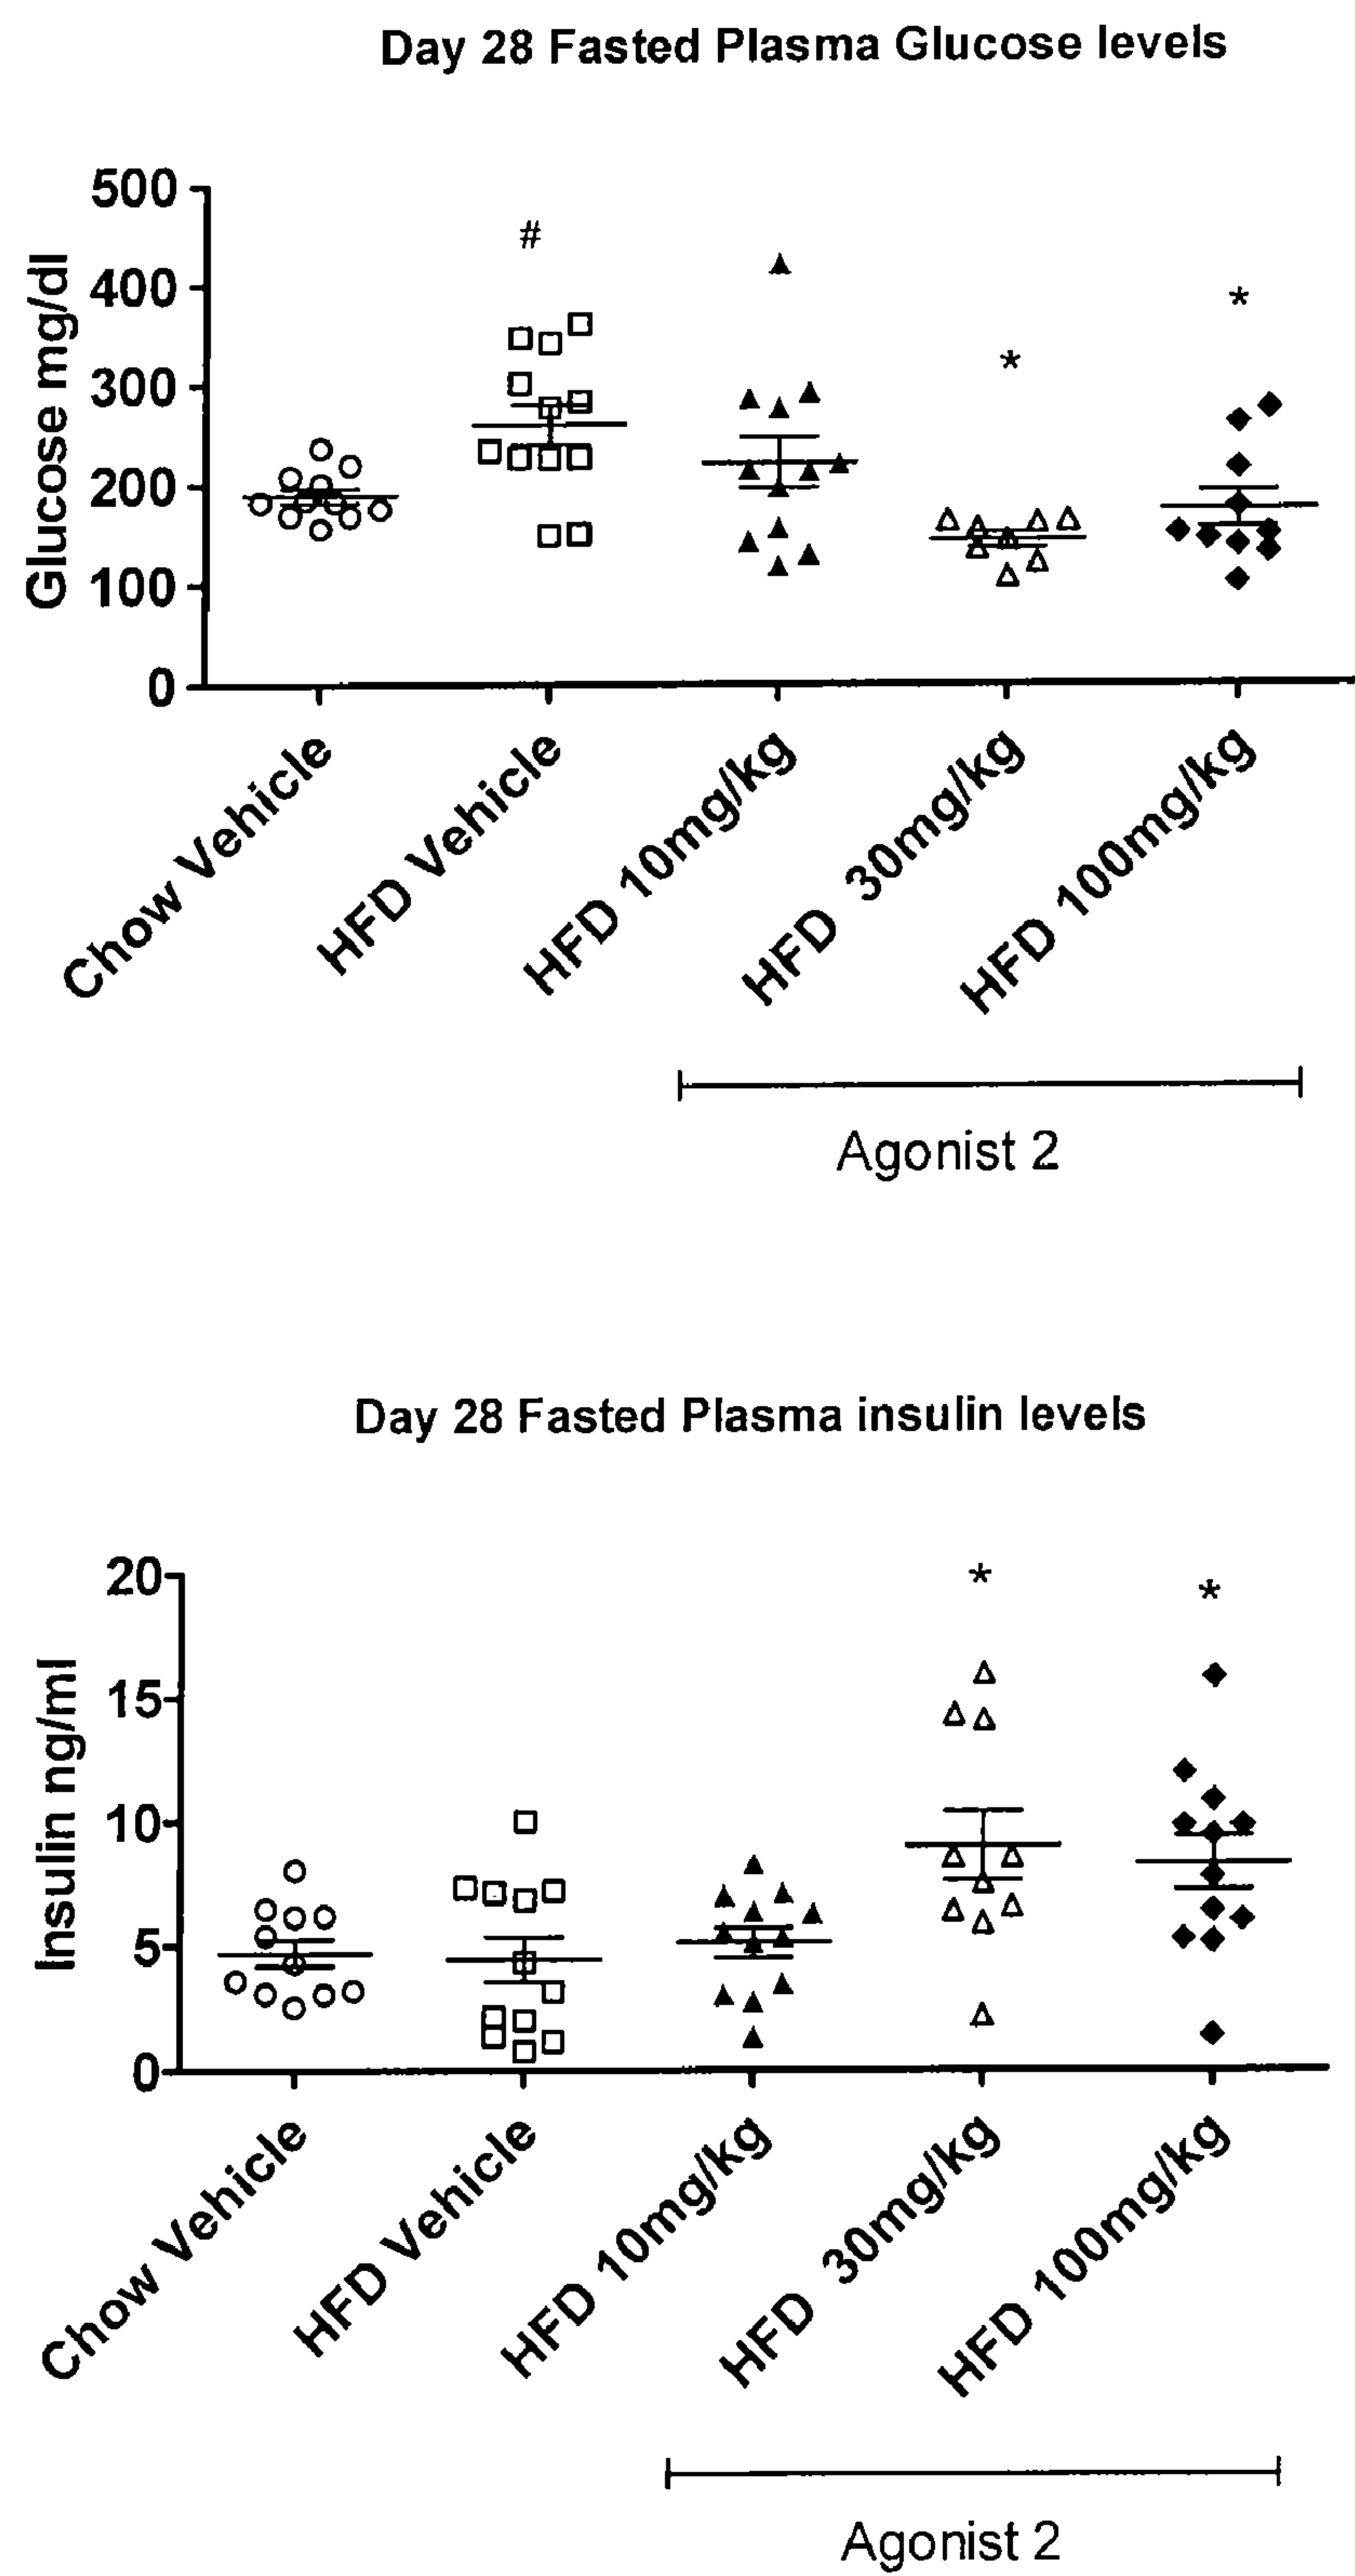 Day 28 Fasted Plasma Glucose levels
Glucose mg/dl
500
400
300
200
100
0
#
*
*
Chow Vehicle
HFD Vehicle
HFD 10mg/kg
HFD 30mg/kg
HFD 100mg/kg
Agonist 2
Day 28 Fasted Plasma insulin levels
Insulin ng/ml
20
15
10
5
0
*
*
Chow Vehicle
HFD Vehicle
HFD 10mg/kg
HFD 30mg/kg
HFD 100mg/kg
Agonist 2